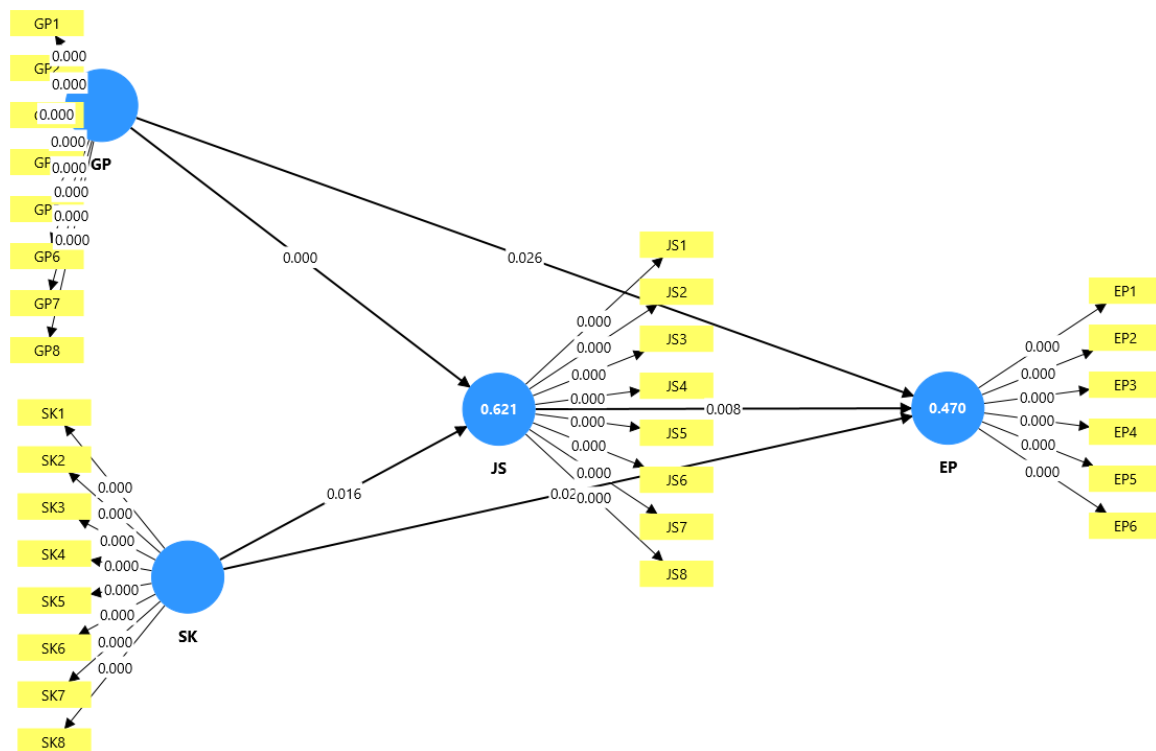 GP1
0.000
0.000
0.000
0.000
0.000
0.000
0.000
0.000
GP6
GP7
GP8
GP
0.000
0.026
SK1
SK2
SK3
SK4
SK5
SK6
SK7
SK8
0.000
0.000
0.000
0.000
0.000
0.000
0.000
0.000
SK
0.016
0.621
JS
0.000
0.000
0.000
0.000
0.000
0.000
0.000
0.000
JS1
JS2
JS3
JS4
JS5
JS6
JS7
JS8
0.008
0.470
EP
0.000
0.000
0.000
0.000
0.000
0.000
EP1
EP2
EP3
EP4
EP5
EP6